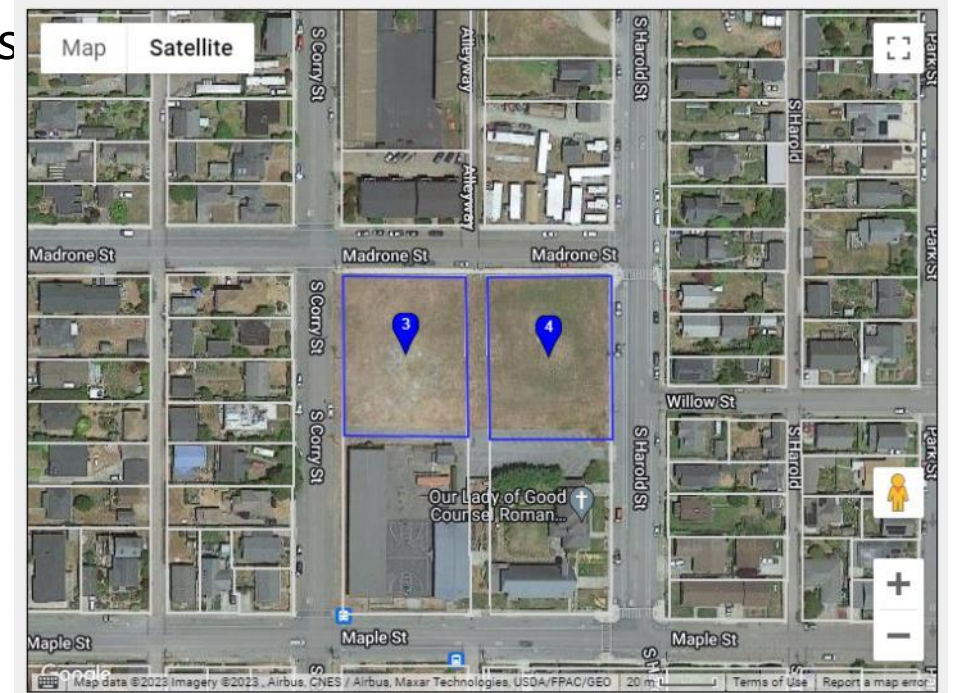 S
Map Satellite
S Corry St
Alleyway
S Harold St
Park St
S Harold
Alleyway
Madrone St
Madrone St
Madrone St
Park St
S Corry St
3
4
Willow St
S Corry St
S Harold St
S Harold
Park St
Our Lady of Good
Counsel Roman...
+
Maple St
Maple St
Maple St
−
S
S H
Google
Map data ©2023 Imagery ©2023 , Airbus, CNES / Airbus, Maxar Technologies, USDA/FPAC/GEO 20 m Terms of Use Report a map error